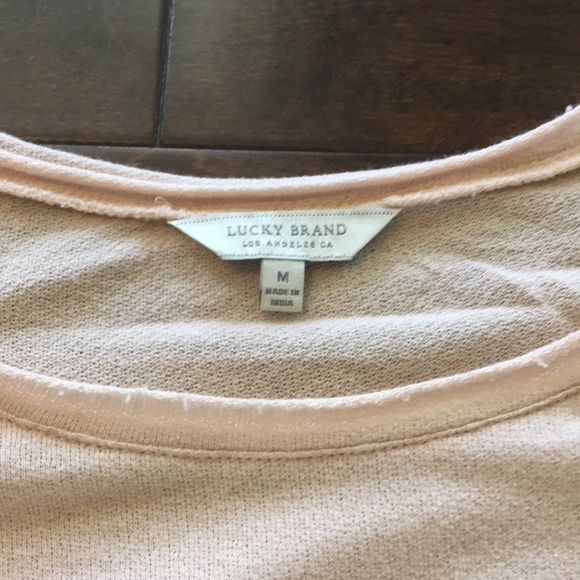 LUCKY BRAND
LOS ANGELES CA
M
MADE IN
INDIA